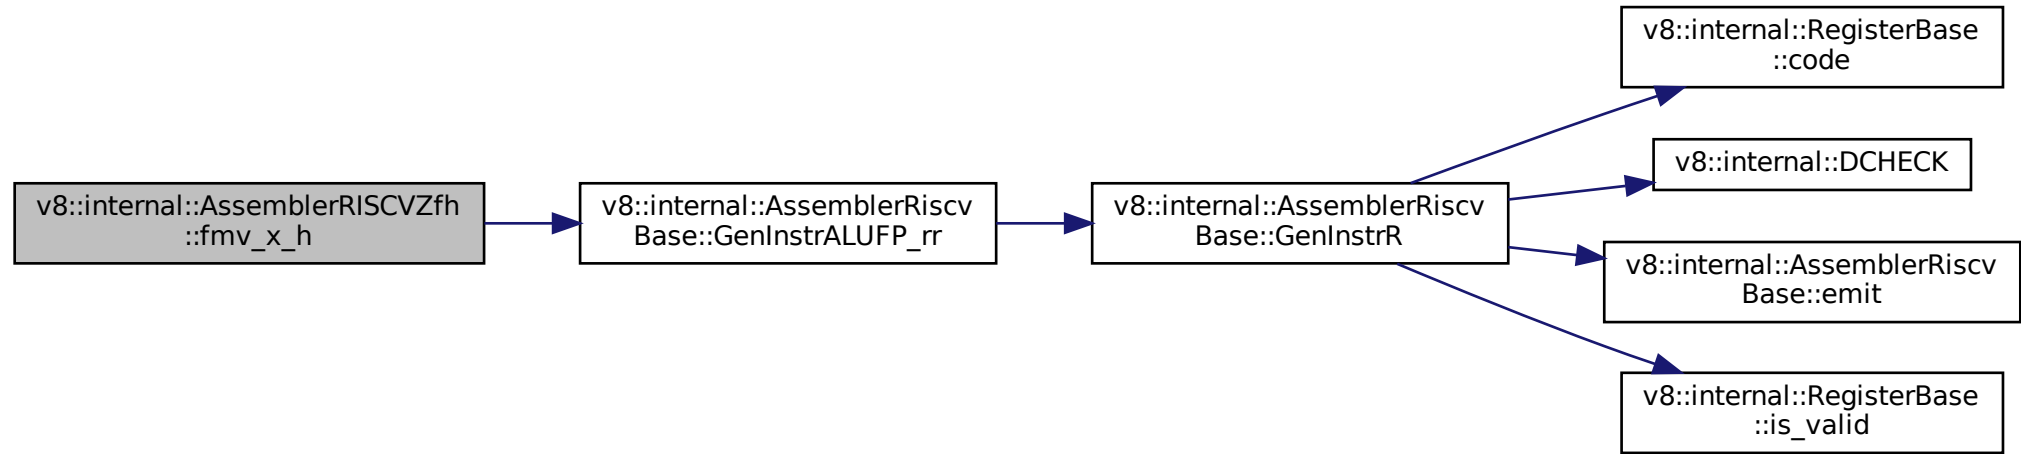 v8::internal::AssemblerRISCVZfh
::fmv_x_h
v8::internal::AssemblerRiscv
Base::GenInstrALUFP_rr
v8::internal::AssemblerRiscv
Base::GenInstrR
v8::internal::RegisterBase
::code
v8::internal::DCHECK
v8::internal::AssemblerRiscv
Base::emit
v8::internal::RegisterBase
::is_valid